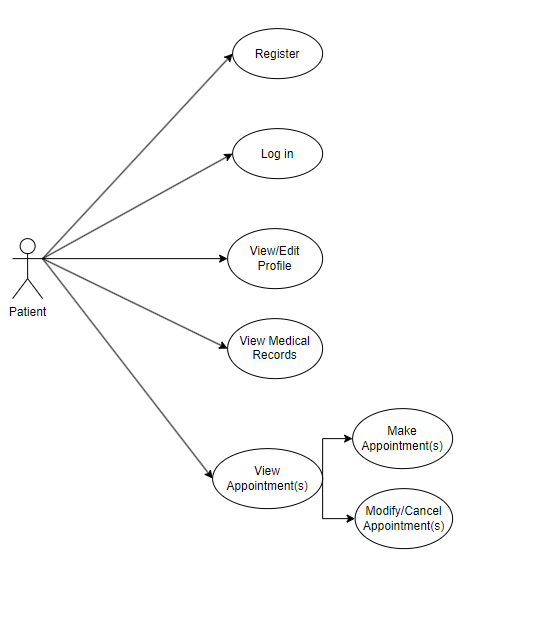 Register
Log in
View/Edit
Profile
Patient
View Medical
Records
Make
Appointment(s)
View
Appointment(s)
Modify/Cancel
Appointment(s)